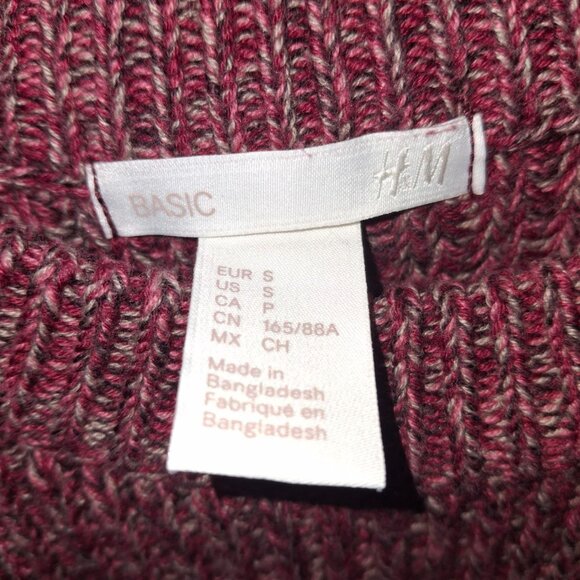 BASIC
H&M
EUR S
US S
CA P
CN 165/88A
MX CH
Made in
Bangladesh
Fabriqué en
Bangladesh